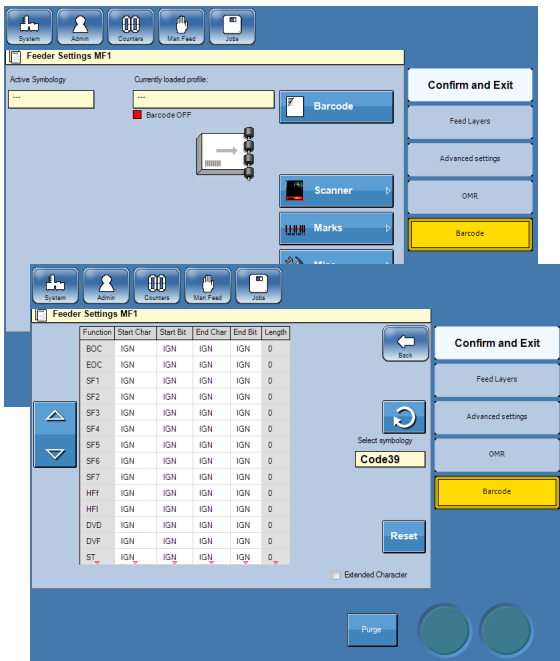 System Admin Counters Man.Feed Jobs
Feeder Settings MF1
Active Symbology Currently loaded profile:
--- ---
Barcode OFF
Barcode
Scanner
Marks
Confirm and Exit
Feed Layers
Advanced settings
OMR
Barcode
System Admin Counters Man.Feed Jobs
Feeder Settings MF1
Function Start Char Start Bit End Char End Bit Length
BOC IGN IGN IGN IGN 0
EOC IGN IGN IGN IGN 0
SF1 IGN IGN IGN IGN 0
SF2 IGN IGN IGN IGN 0
SF3 IGN IGN IGN IGN 0
SF4 IGN IGN IGN IGN 0
SF5 IGN IGN IGN IGN 0
SF6 IGN IGN IGN IGN 0
SF7 IGN IGN IGN IGN 0
HFf IGN IGN IGN IGN 0
HFl IGN IGN IGN IGN 0
DVD IGN IGN IGN IGN 0
DVF IGN IGN IGN IGN 0
ST IGN IGN IGN IGN 0
Back
Select symbology
Code39
Reset
Extended Character
Confirm and Exit
Feed Layers
Advanced settings
OMR
Barcode
Purge